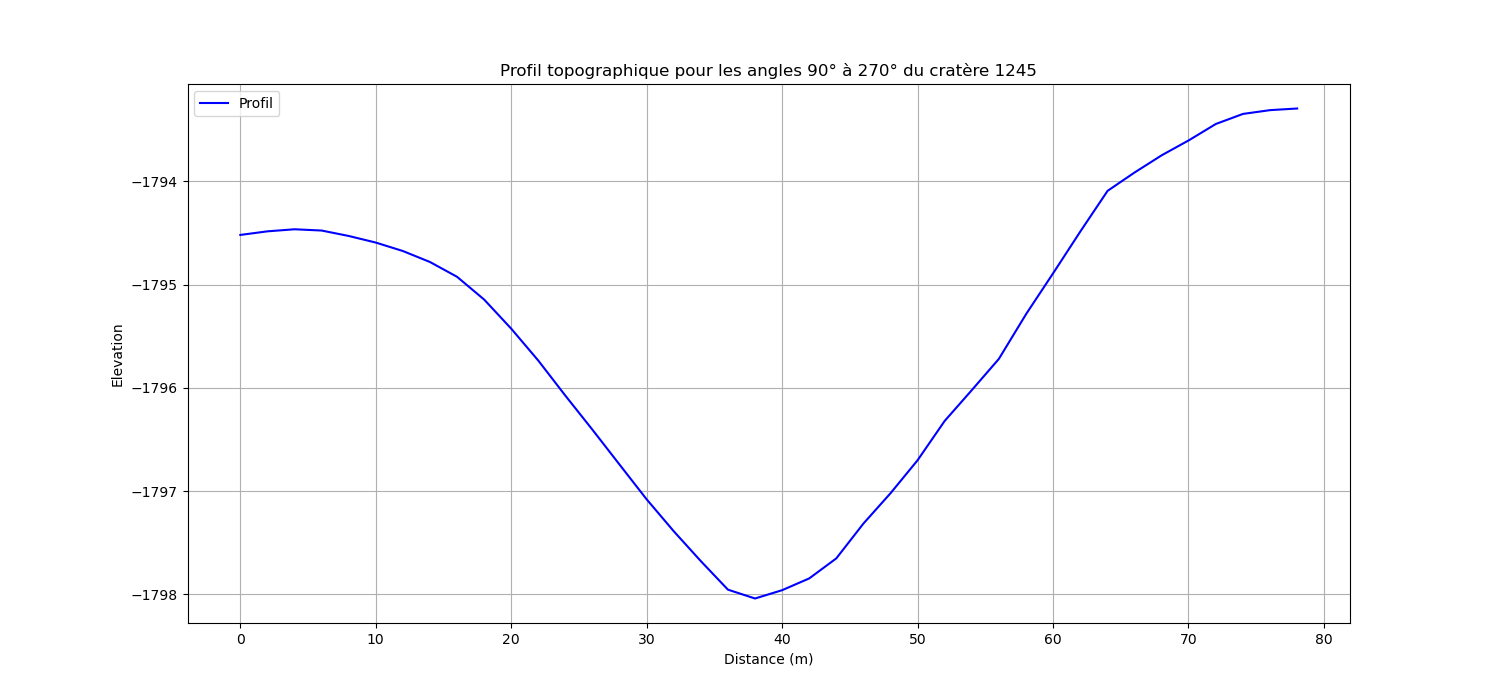 Profil topographique pour les angles 90° à 270° du cratère 1245
Profil
−1794
−1795
−1796
−1797
−1798
Elevation
0 10 20 30 40 50 60 70 80
Distance (m)